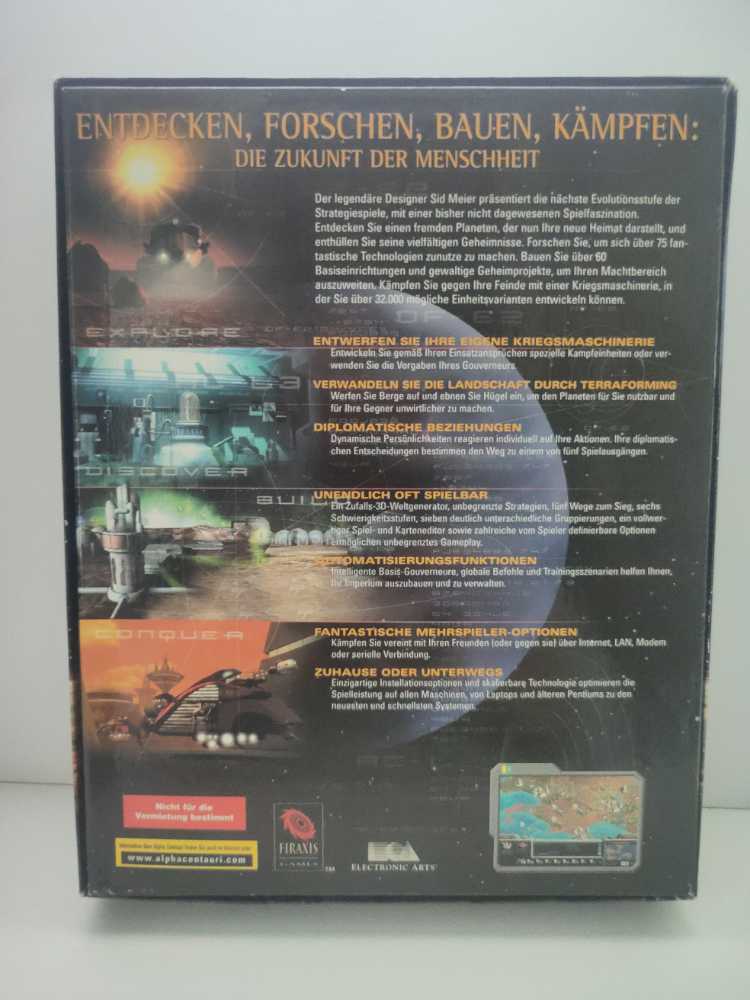 ENTDECKEN, FORSCHEN, BAUEN, KÄMPFEN:
DIE ZUKUNFT DER MENSCHHEIT
Der legendäre Designer Sid Meier präsentiert die nächste Evolutionsstufe der
Strategiespiele, mit einer bisher nicht dagewesenen Spielfaszination.
Entdecken Sie einen fremden Planeten, der nun Ihre neue Heimat darstellt, und
enthüllen Sie seine vielfältigen Geheimnisse. Forschen Sie, um sich über 75 fan-
tastische Technologien zunutze zu machen. Bauen Sie über 60
Basiseinrichtungen und gewaltige Geheimprojekte, um Ihren Machtbereich
auszuweiten. Kämpfen Sie gegen Ihre Feinde mit einer Kriegsmaschinerie, in
der Sie über 32.000 mögliche Einheitsvarianten entwickeln können.
EXPLORE
ENTWERFEN SIE IHRE EIGENE KRIEGSMASCHINERIE
Entwickeln Sie gemäß Ihren Einsatzansprüchen spezielle Kampfeinheiten oder ver-
wenden Sie die Vorgaben Ihres Gouverneurs.
VERWANDELN SIE DIE LANDSCHAFT DURCH TERRAFORMING
Werfen Sie Berge auf und ebnen Sie Hügel ein, um den Planeten für Sie nutzbar und
für Ihre Gegner unwirtlicher zu machen.
DIPLOMATISCHE BEZIEHUNGEN
Dynamische Persönlichkeiten reagieren individuell auf Ihre Aktionen. Ihre diplomatis-
chen Entscheidungen bestimmen den Weg zu einem von fünf Spielausgängen.
DISCOVER
BUILD
UNENDLICH OFT SPIELBAR
Ein Zufalls-3D-Weltgenerator, unbegrenzte Strategien, fünf Wege zum Sieg, sechs
Schwierigkeitsstufen, sieben deutlich unterschiedliche Gruppierungen, ein vollwer-
tiger Spiel- und Karteneditor sowie zahlreiche vom Spieler definierbare Optionen
ermöglichen unbegrenztes Gameplay.
AUTOMATISIERUNGSFUNKTIONEN
Intelligente Basis-Gouverneure, globale Befehle und Trainingsszenarien helfen Ihnen,
Ihr Imperium auszubauen und zu verwalten.
CONQUER
FANTASTISCHE MEHRSPIELER-OPTIONEN
Kämpfen Sie vereint mit Ihren Freunden (oder gegen sie) über Internet, LAN, Modem
oder serielle Verbindung.
ZUHAUSE ODER UNTERWEGS
Einzigartige Installationsoptionen und skalierbare Technologie optimieren die
Spielleistung auf allen Maschinen, von Laptops und älteren Pentiums zu den
neuesten und schnellsten Systemen.
Nicht für die
Vermietung bestimmt
www.alphacentauri.com
FIRAXIS
GAMES
TM
ELECTRONIC ARTS